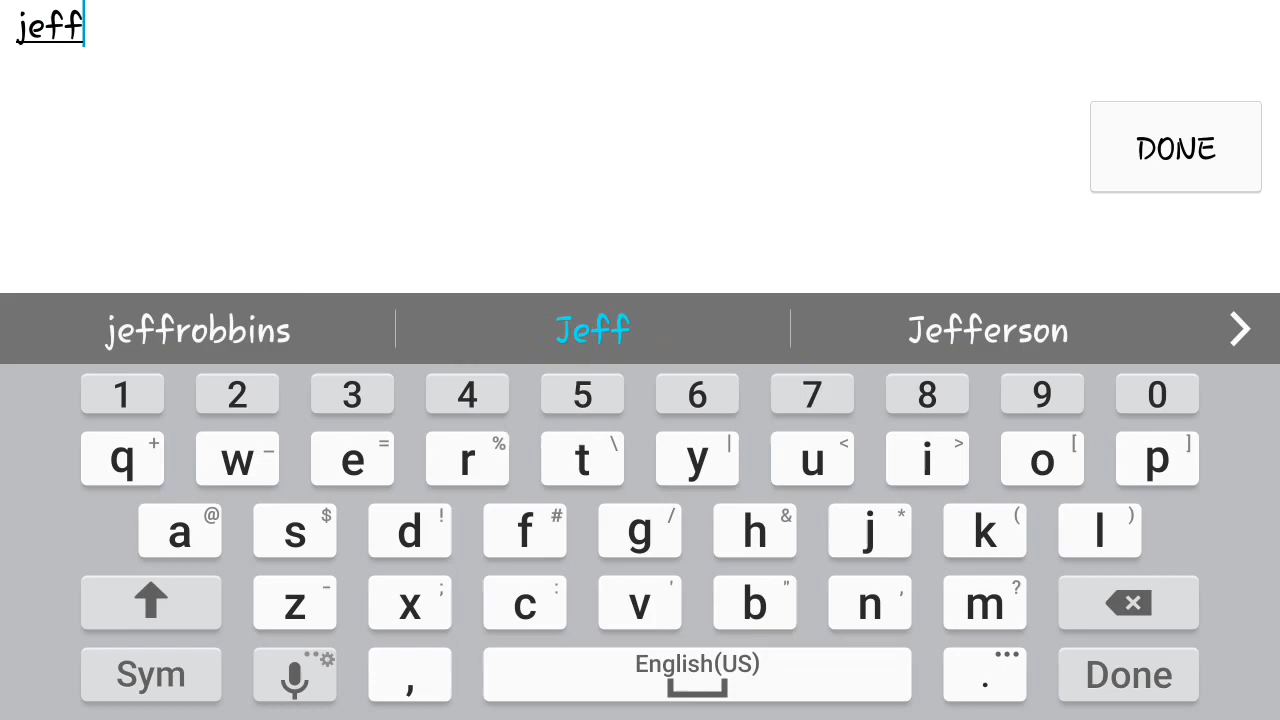 jeff
DONE
jeffrobbins Jeff Jefferson
1 2 3 4 5 6 7 8 9 0
q + w – e = r % t \ y | u < i > o [ p ]
a @ s $ d ! f # g / h & j * k ( l )
z - x ; c : v ' b " n , m ?
Sym , English(US) . ... Done